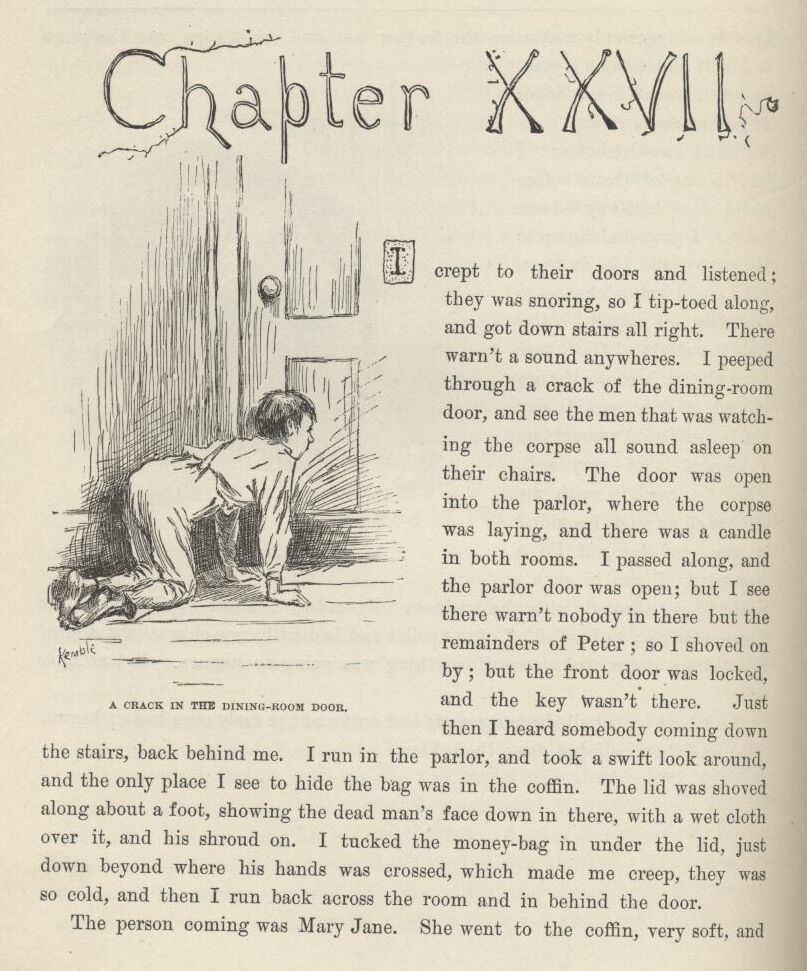 Chapter XXVII.
I crept to their doors and listened;
they was snoring, so I tip-toed along,
and got down stairs all right. There
warn't a sound anywheres. I peeped
through a crack of the dining-room
door, and see the men that was watch-
ing the corpse all sound asleep on
their chairs. The door was open
into the parlor, where the corpse
was laying, and there was a candle
in both rooms. I passed along, and
the parlor door was open; but I see
there warn't nobody in there but the
remainders of Peter; so I shoved on
by; but the front door was locked,
and the key wasn't there. Just
then I heard somebody coming down
Kemble
A CRACK IN THE DINING-ROOM DOOR.
the stairs, back behind me. I run in the parlor, and took a swift look around,
and the only place I see to hide the bag was in the coffin. The lid was shoved
along about a foot, showing the dead man's face down in there, with a wet cloth
over it, and his shroud on. I tucked the money-bag in under the lid, just
down beyond where his hands was crossed, which made me creep, they was
so cold, and then I run back across the room and in behind the door.
The person coming was Mary Jane. She went to the coffin, very soft, and